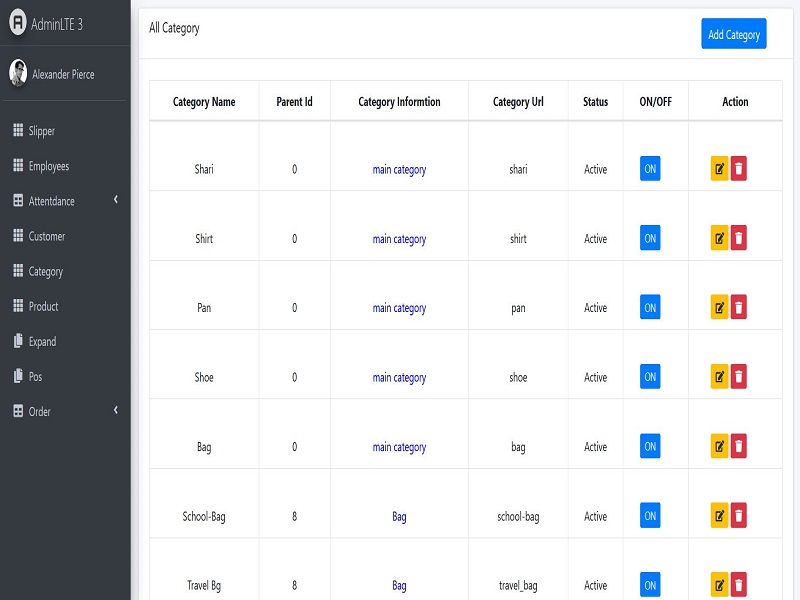 AdminLTE 3
Alexander Pierce
Slipper
Employees
Attentdance
Customer
Category
Product
Expand
Pos
Order
All Category
Add Category
Category Name Parent Id Category Informtion Category Url Status ON/OFF Action
Shari 0 main category shari Active ON
Shirt 0 main category shirt Active ON
Pan 0 main category pan Active ON
Shoe 0 main category shoe Active ON
Bag 0 main category bag Active ON
School-Bag 8 Bag school-bag Active ON
Travel Bg 8 Bag travel_bag Active ON